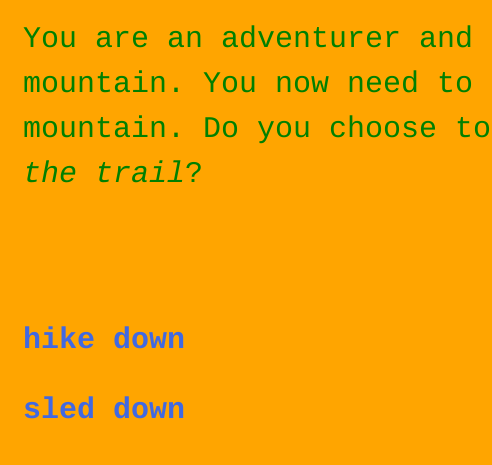 You are an adventurer and
mountain. You now need to
mountain. Do you choose to
the trail?
hike down
sled down